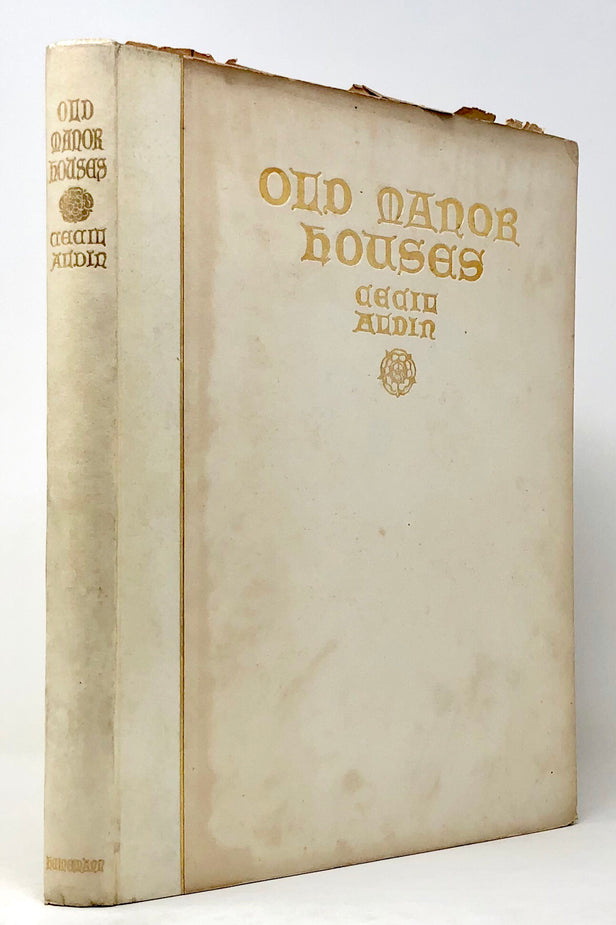 OLD
MANOR
HOUSES
CECIL
ALDIN
HEINEMANN
OLD MANOR
HOUSES
CECIL
ALDIN